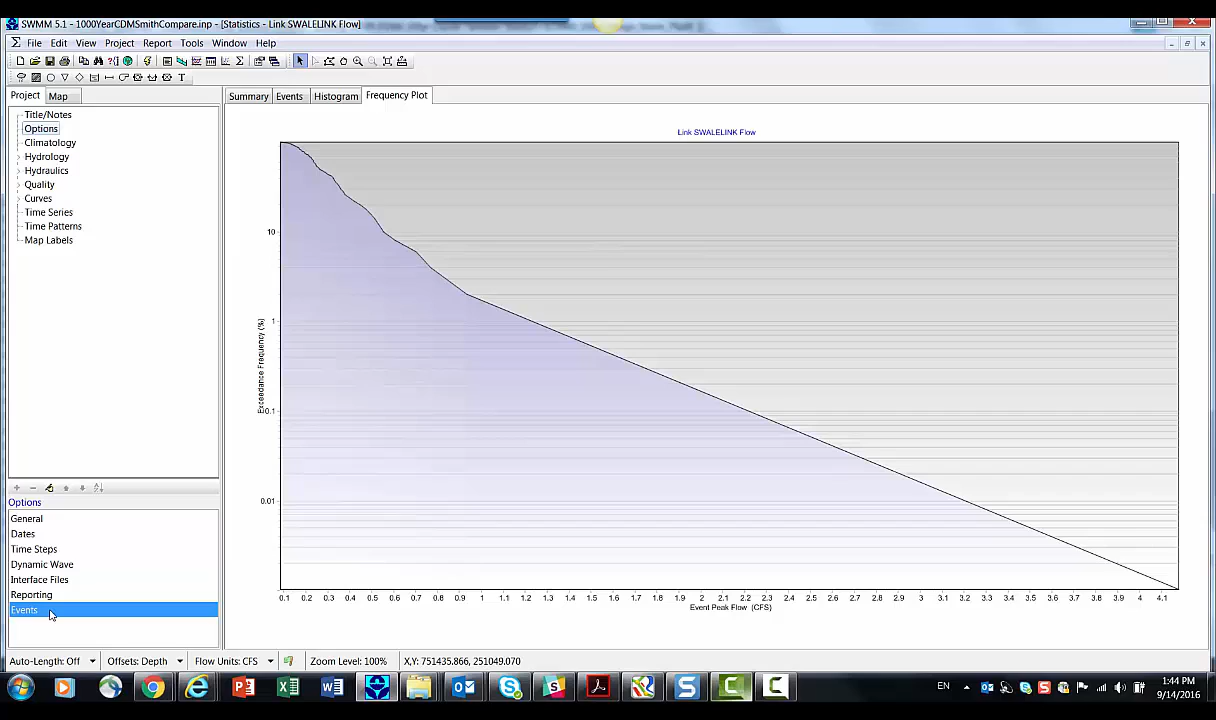 SWMM 5.1 - 1000YearCDMSmithCompare.inp - [Statistics - Link SWALELINK Flow]
File Edit View Project Report Tools Window Help
Project Map
Summary Events Histogram Frequency Plot
Title/Notes
Options
Climatology
Hydrology
Hydraulics
Quality
Curves
Time Series
Time Patterns
Map Labels
Options
General
Dates
Time Steps
Dynamic Wave
Interface Files
Reporting
Events
Link SWALELINK Flow
10
1
0.1
0.01
Exceedance Frequency (%)
0.1 0.2 0.3 0.4 0.5 0.6 0.7 0.8 0.9 1 1.1 1.2 1.3 1.4 1.5 1.6 1.7 1.8 1.9 2 2.1 2.2 2.3 2.4 2.5 2.6 2.7 2.8 2.9 3 3.1 3.2 3.3 3.4 3.5 3.6 3.7 3.8 3.9 4 4.1
Event Peak Flow (CFS)
Auto-Length: Off Offsets: Depth Flow Units: CFS Zoom Level: 100% X,Y: 751435.866, 251049.070
EN
1:44 PM
9/14/2016